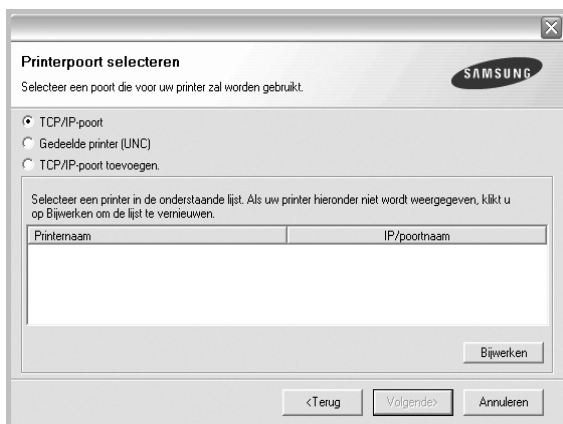 Printerpoort selecteren
Selecteer een poort die voor uw printer zal worden gebruikt.
SAMSUNG
TCP/IP-poort
Gedeelde printer (UNC)
TCP/IP-poort toevoegen.
Selecteer een printer in de onderstaande lijst. Als uw printer hieronder niet wordt weergegeven, klikt u
op Bijwerken om de lijst te vernieuwen.
Printernaam IP/poortnaam
Bijwerken
<Terug Volgende> Annuleren